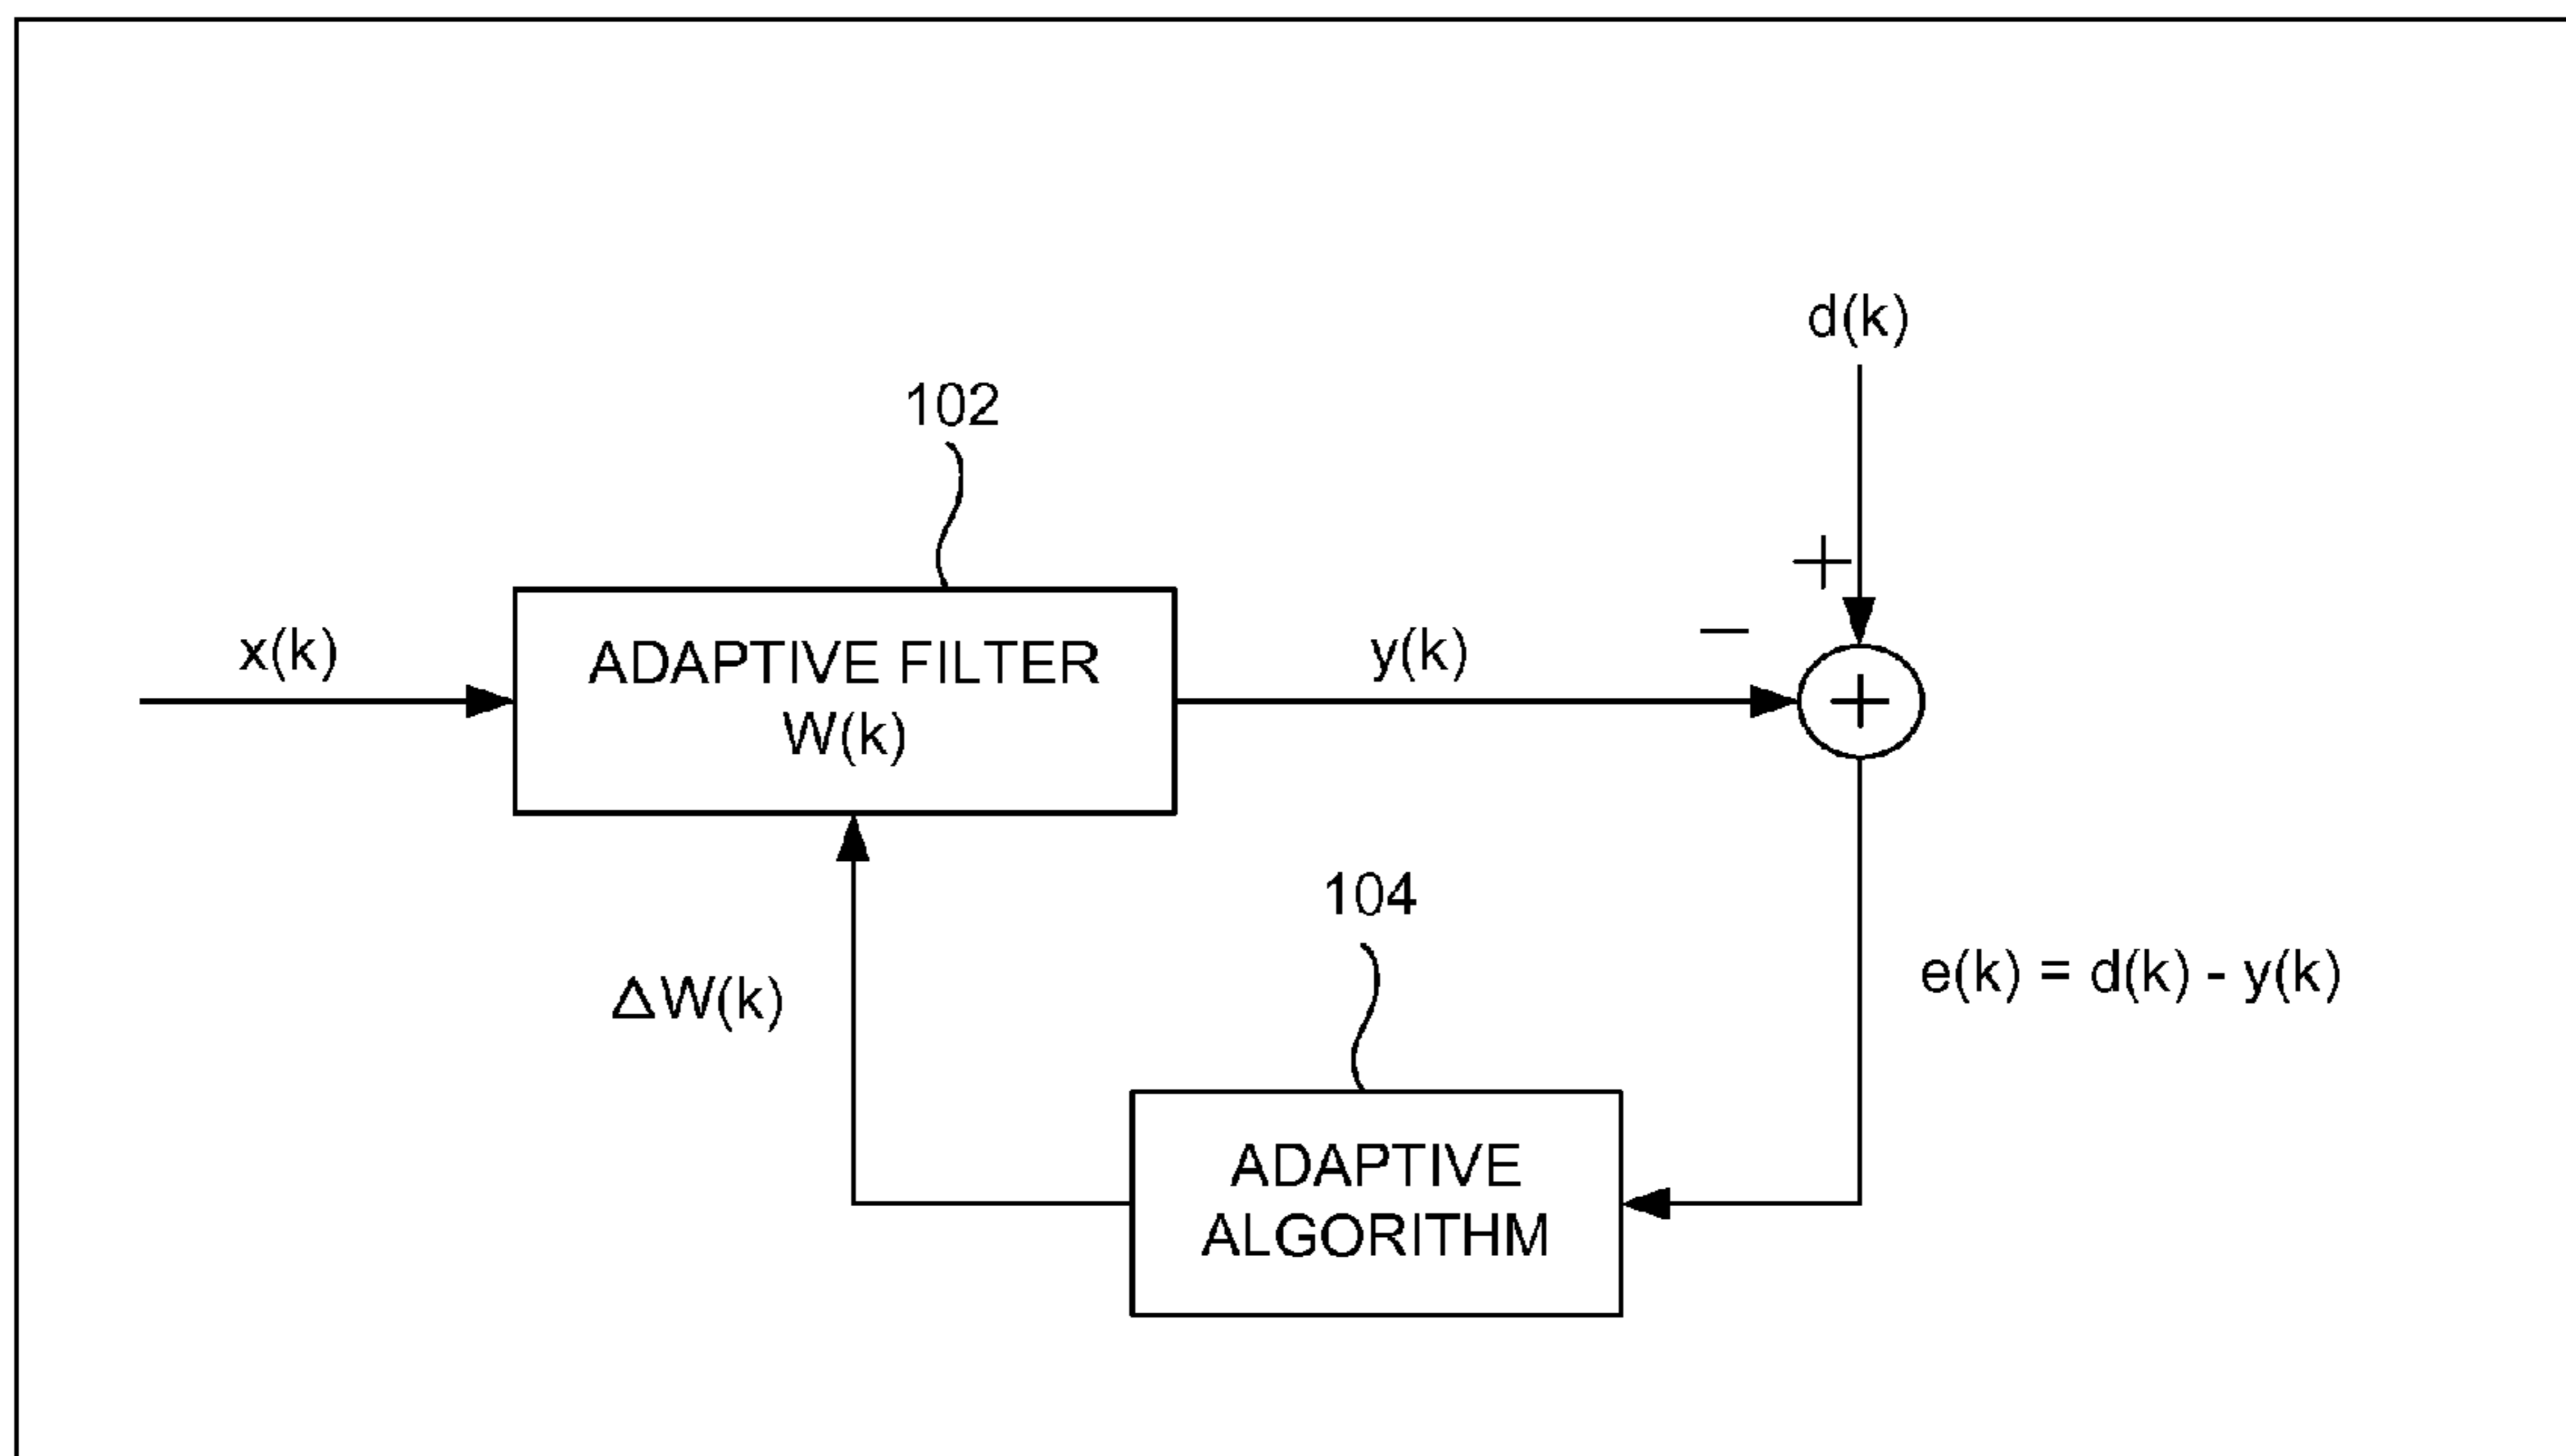 d(k)
102
+
−
x(k)
ADAPTIVE FILTER
W(k)
y(k)
+
104
ΔW(k)
e(k) = d(k) - y(k)
ADAPTIVE
ALGORITHM